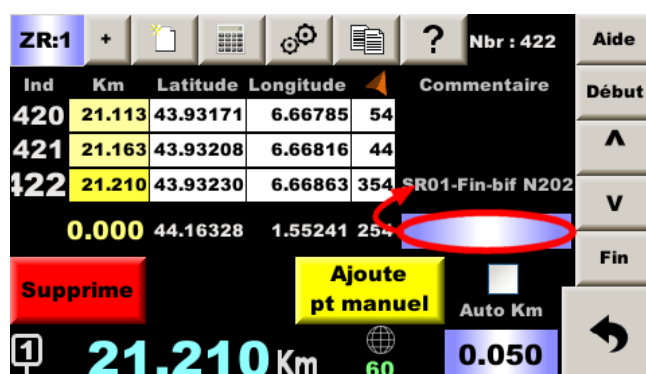 ZR:1 + ? Nbr : 422 Aide
Ind Km Latitude Longitude Commentaire Début
420 21.113 43.93171 6.66785 54
421 21.163 43.93208 6.66816 44 ʌ
422 21.210 43.93230 6.66863 354 SR01-Fin-bif N202
v
0.000 44.16328 1.55241 254
Fin
Supprime Ajoute
pt manuel Auto Km
1 21.210 Km 60 0.050